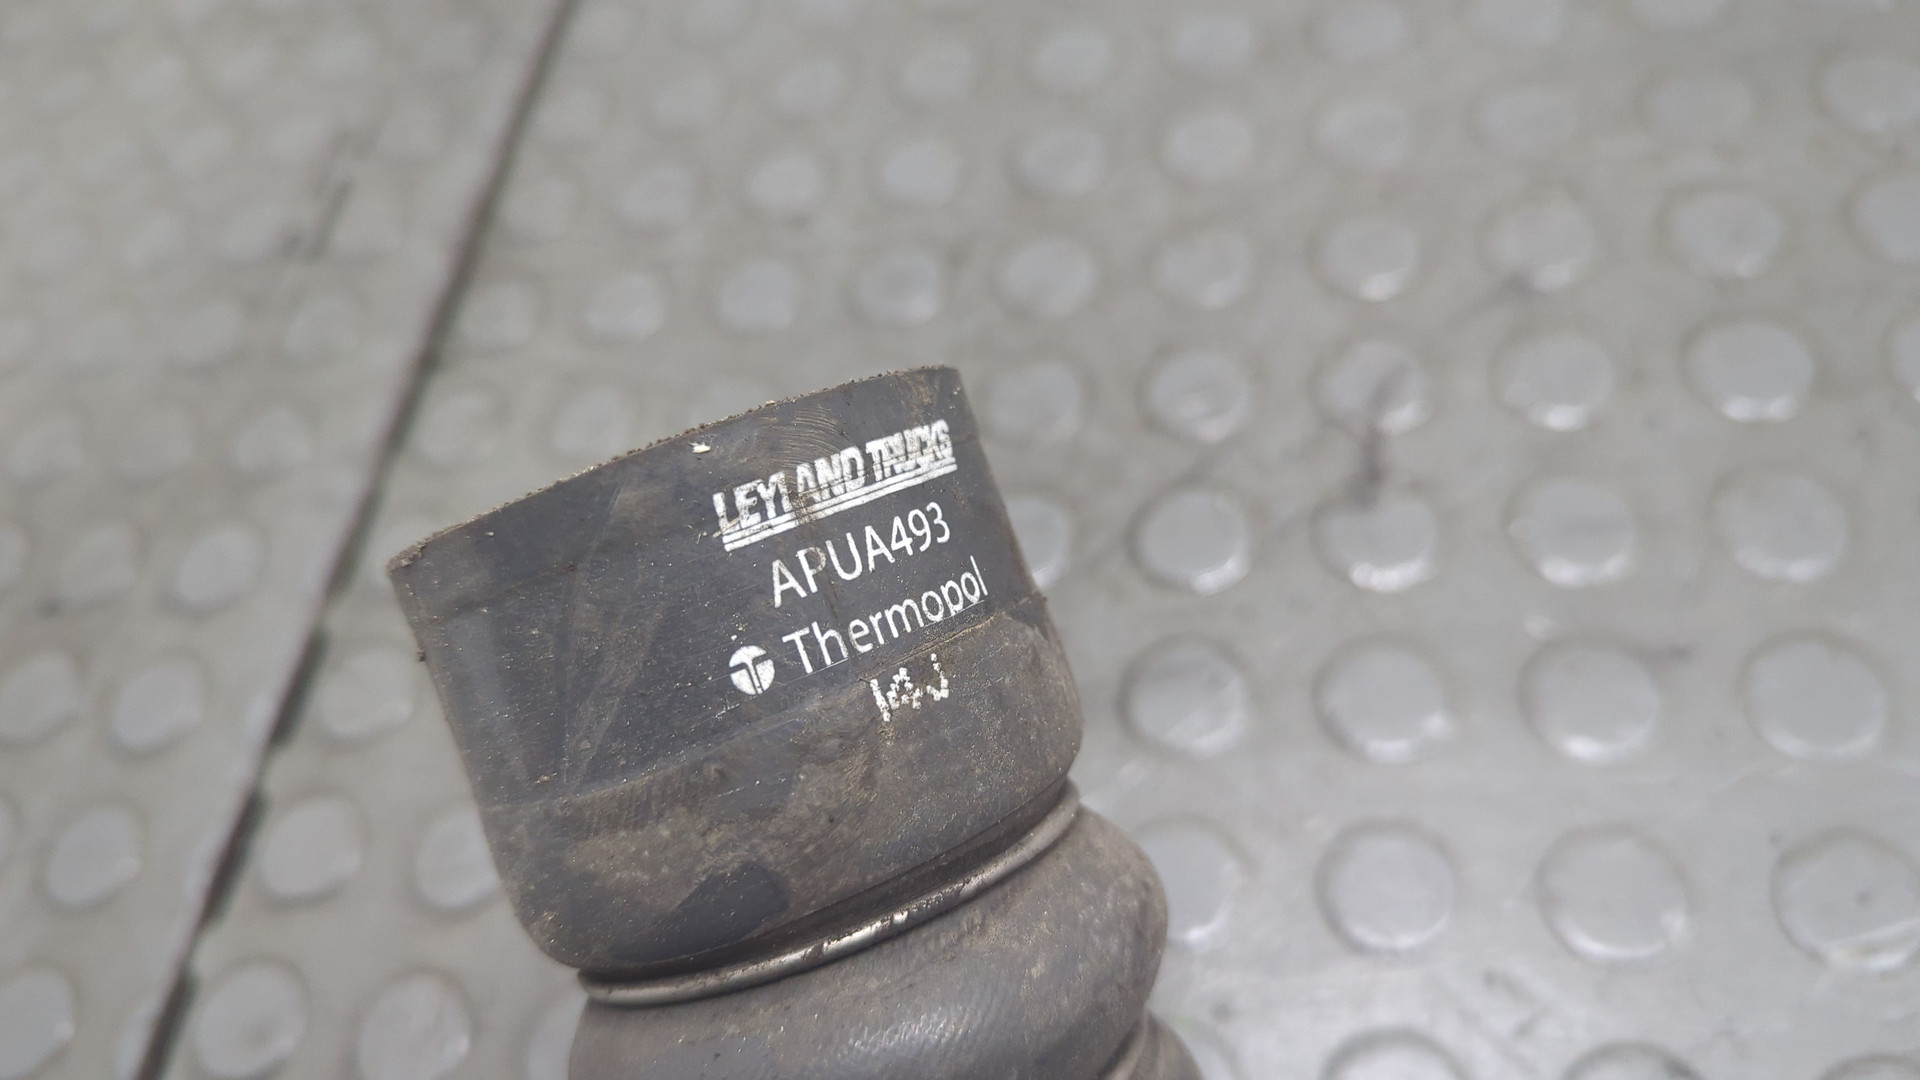 LEYLAND TRUCKS
APUA493
Thermopol
14J